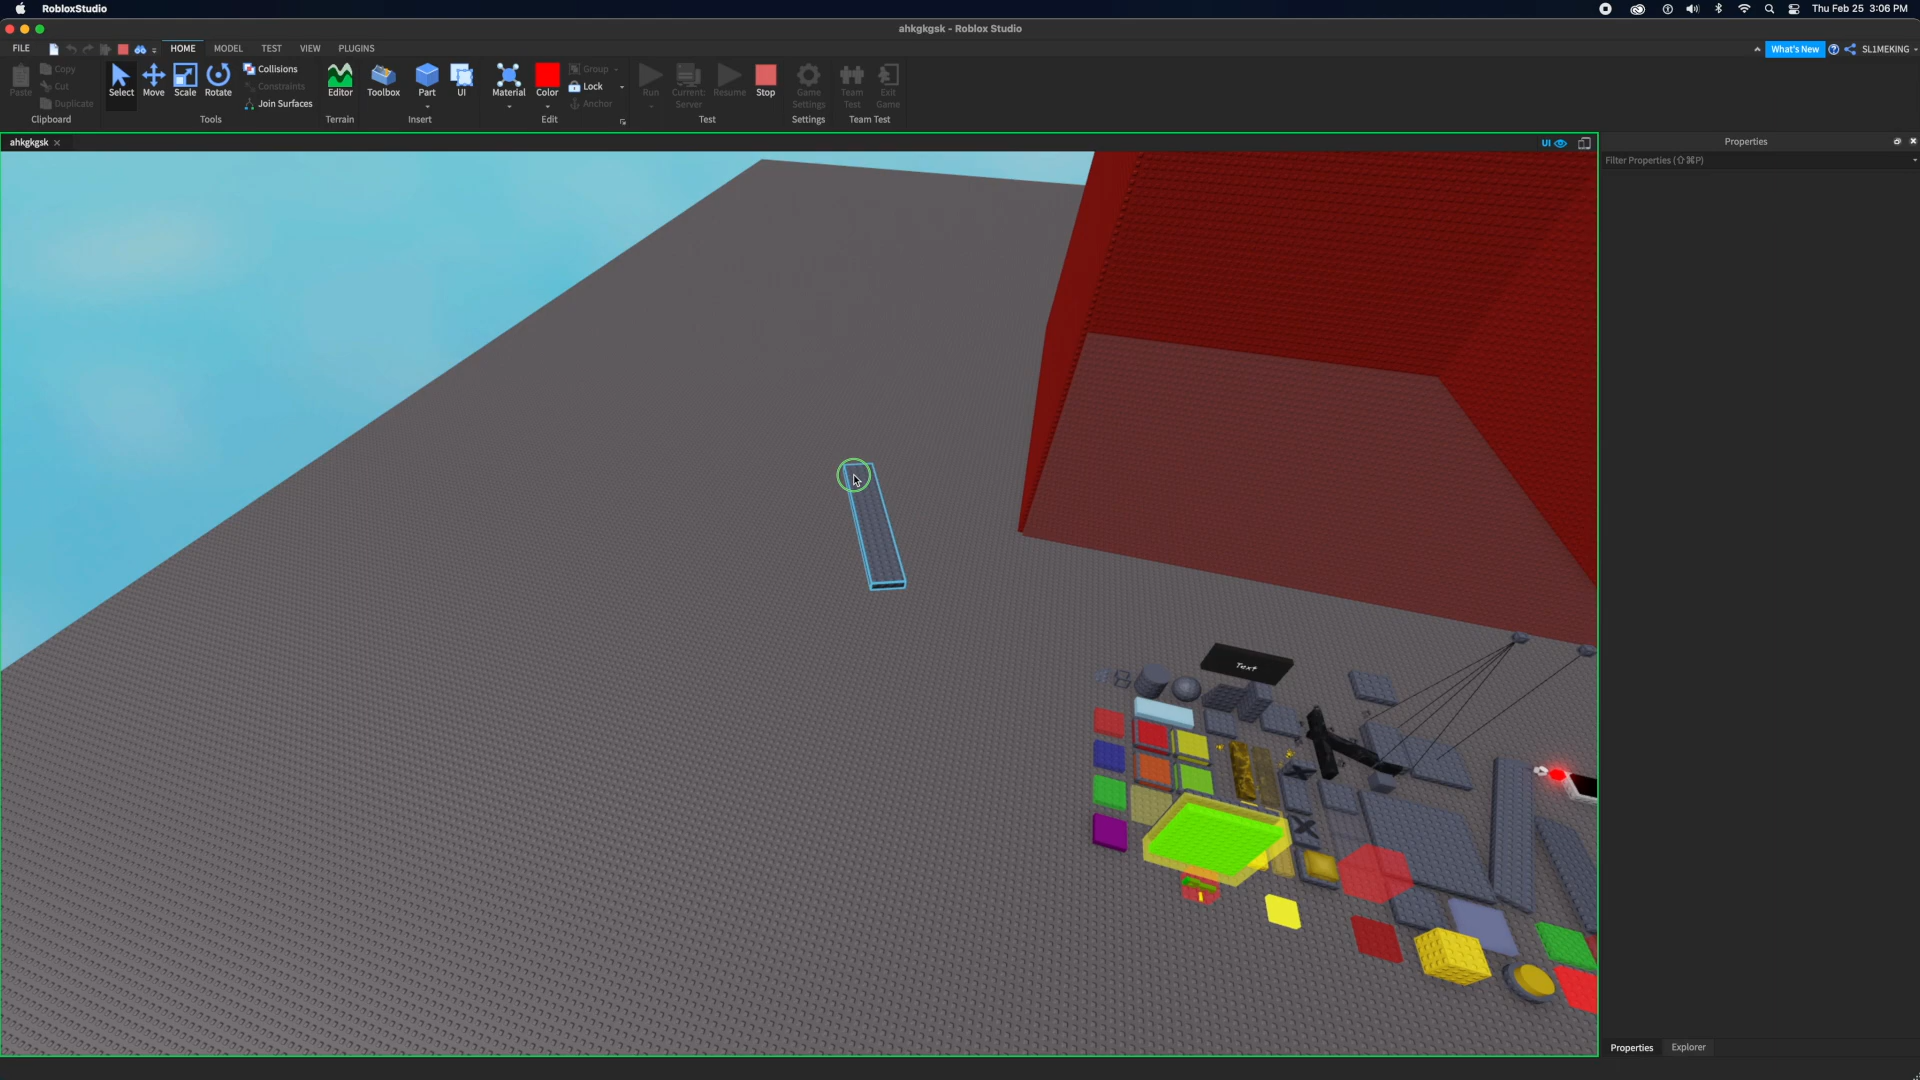 RobloxStudio
Thu Feb 25 3:06 PM
ahkgkgsk - Roblox Studio
FILE HOME MODEL TEST VIEW PLUGINS
What's New SL1MEKING
Paste Copy Cut Duplicate
Clipboard
Select Move Scale Rotate Collisions Constraints Join Surfaces
Tools
Editor
Terrain
Toolbox Part UI
Insert
Material Color Group Lock Anchor
Edit
Run Current: Server Resume Stop
Test
Game Settings
Settings
Team Test Exit Game
Team Test
ahkgkgsk
UI
Properties
Filter Properties (⇧⌘P)
Text
Properties Explorer